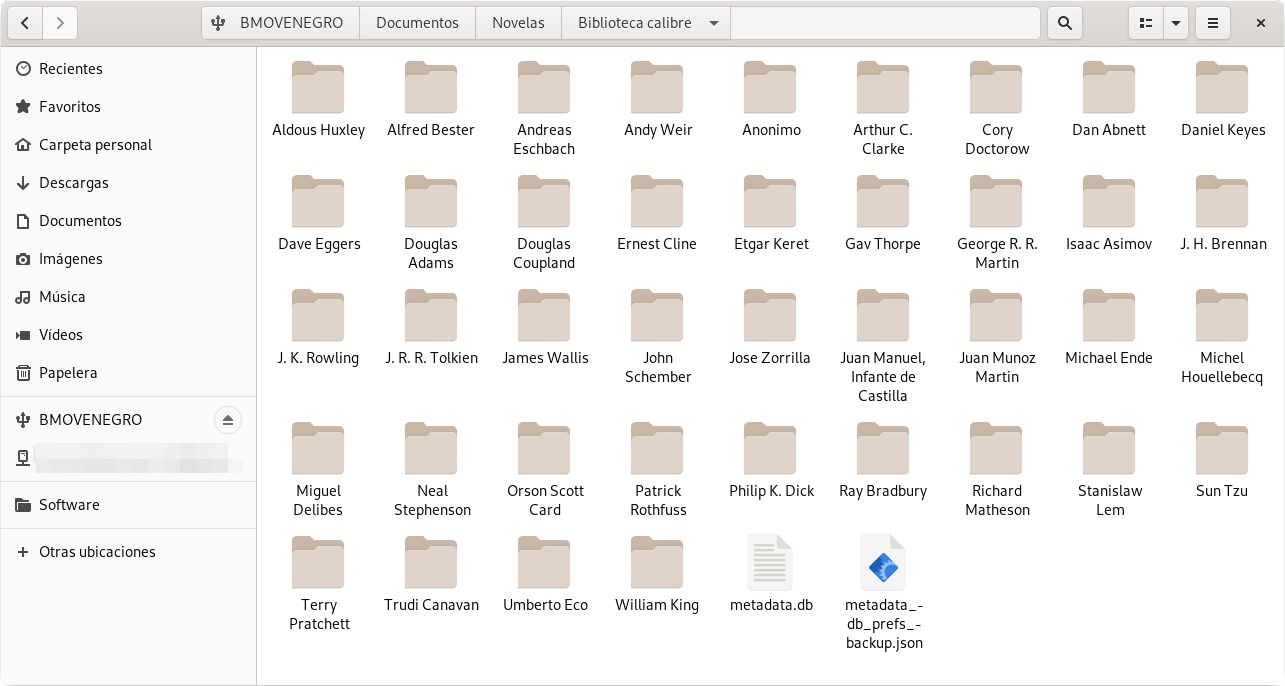 BMOVENEGRO Documentos Novelas Biblioteca calibre
Recientes
Favoritos
Carpeta personal
Descargas
Documentos
Imágenes
Música
Vídeos
Papelera
BMOVENEGRO
Software
Otras ubicaciones
Aldous Huxley
Alfred Bester
Andreas
Eschbach
Andy Weir
Anonimo
Arthur C.
Clarke
Cory
Doctorow
Dan Abnett
Daniel Keyes
Dave Eggers
Douglas
Adams
Douglas
Coupland
Ernest Cline
Etgar Keret
Gav Thorpe
George R. R.
Martin
Isaac Asimov
J. H. Brennan
J. K. Rowling
J. R. R. Tolkien
James Wallis
John
Schember
Jose Zorrilla
Juan Manuel,
Infante de
Castilla
Juan Munoz
Martin
Michael Ende
Michel
Houellebecq
Miguel
Delibes
Neal
Stephenson
Orson Scott
Card
Patrick
Rothfuss
Philip K. Dick
Ray Bradbury
Richard
Matheson
Stanislaw
Lem
Sun Tzu
Terry
Pratchett
Trudi Canavan
Umberto Eco
William King
metadata.db
metadata_-
db_prefs_-
backup.json